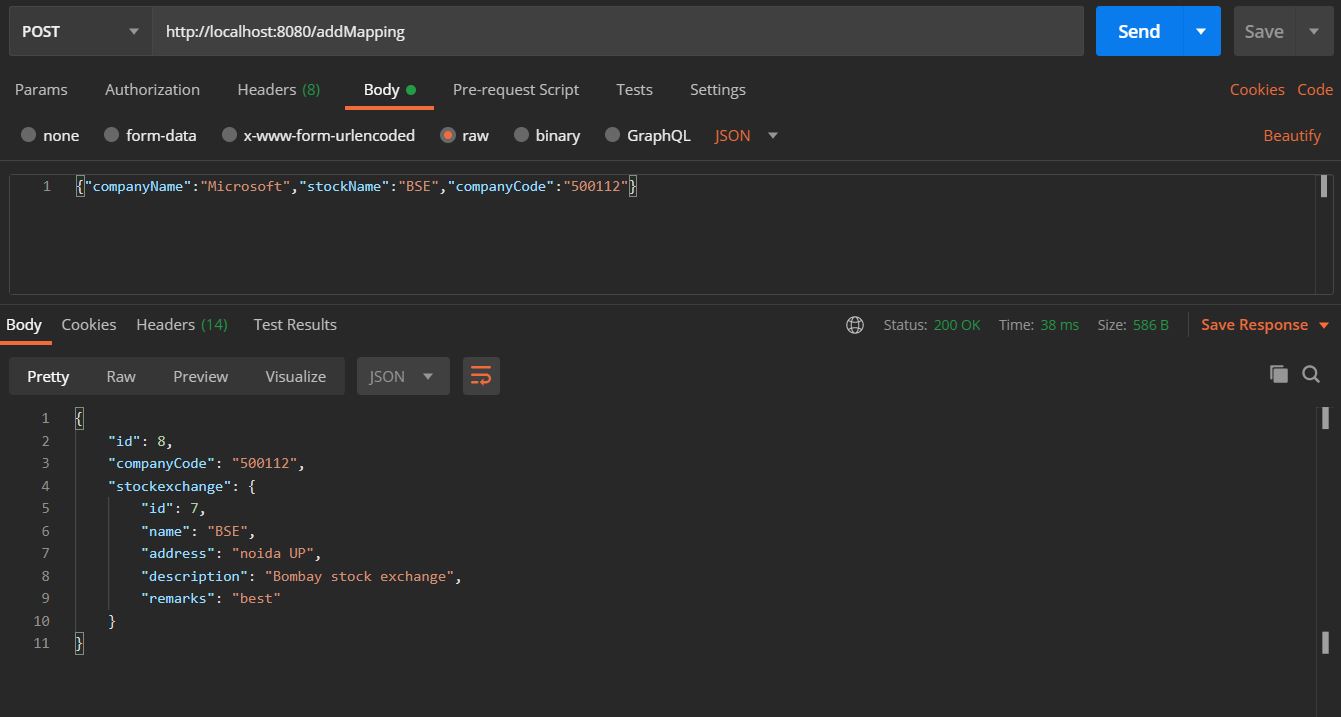 POST http://localhost:8080/addMapping Send Save
Params Authorization Headers (8) Body Pre-request Script Tests Settings Cookies Code
none form-data x-www-form-urlencoded raw binary GraphQL JSON Beautify
1 {"companyName":"Microsoft","stockName":"BSE","companyCode":"500112"}
Body Cookies Headers (14) Test Results Status: 200 OK Time: 38 ms Size: 586 B Save Response
Pretty Raw Preview Visualize JSON
1 {
2 "id": 8,
3 "companyCode": "500112",
4 "stockexchange": {
5 "id": 7,
6 "name": "BSE",
7 "address": "noida UP",
8 "description": "Bombay stock exchange",
9 "remarks": "best"
10 }
11 }